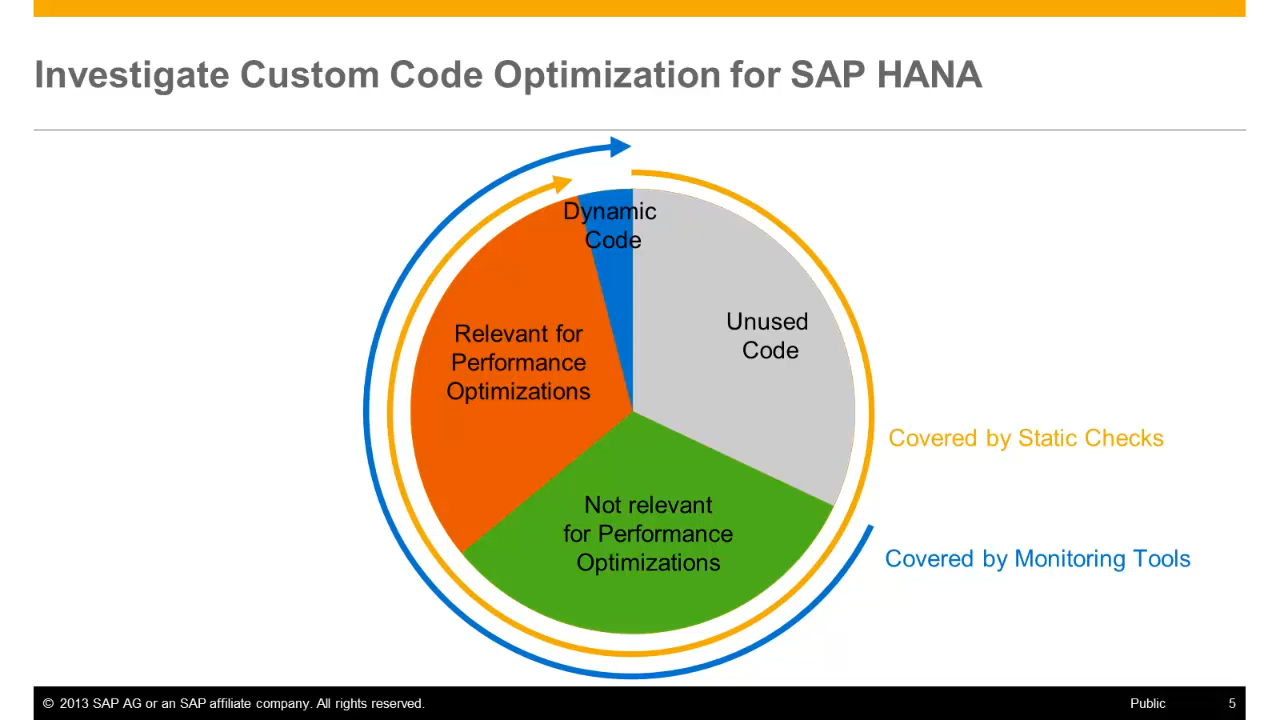 Investigate Custom Code Optimization for SAP HANA
Dynamic
Code
Unused
Code
Relevant for
Performance
Optimizations
Covered by Static Checks
Not relevant
for Performance
Optimizations
Covered by Monitoring Tools
© 2013 SAP AG or an SAP affiliate company. All rights reserved.
Public
5